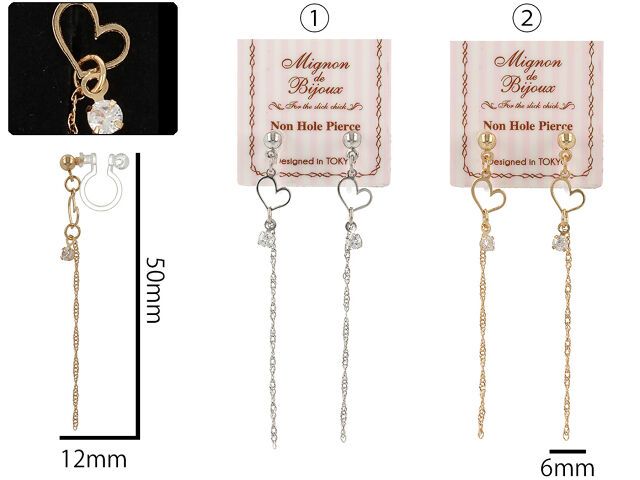 ①
②
Mignon
de
Bijoux
For the slick chick.
Non Hole Pierce
Designed in TOKY
Mignon
de
Bijoux
For the slick chick.
Non Hole Pierce
Designed in TOKY
50mm
12mm
6mm